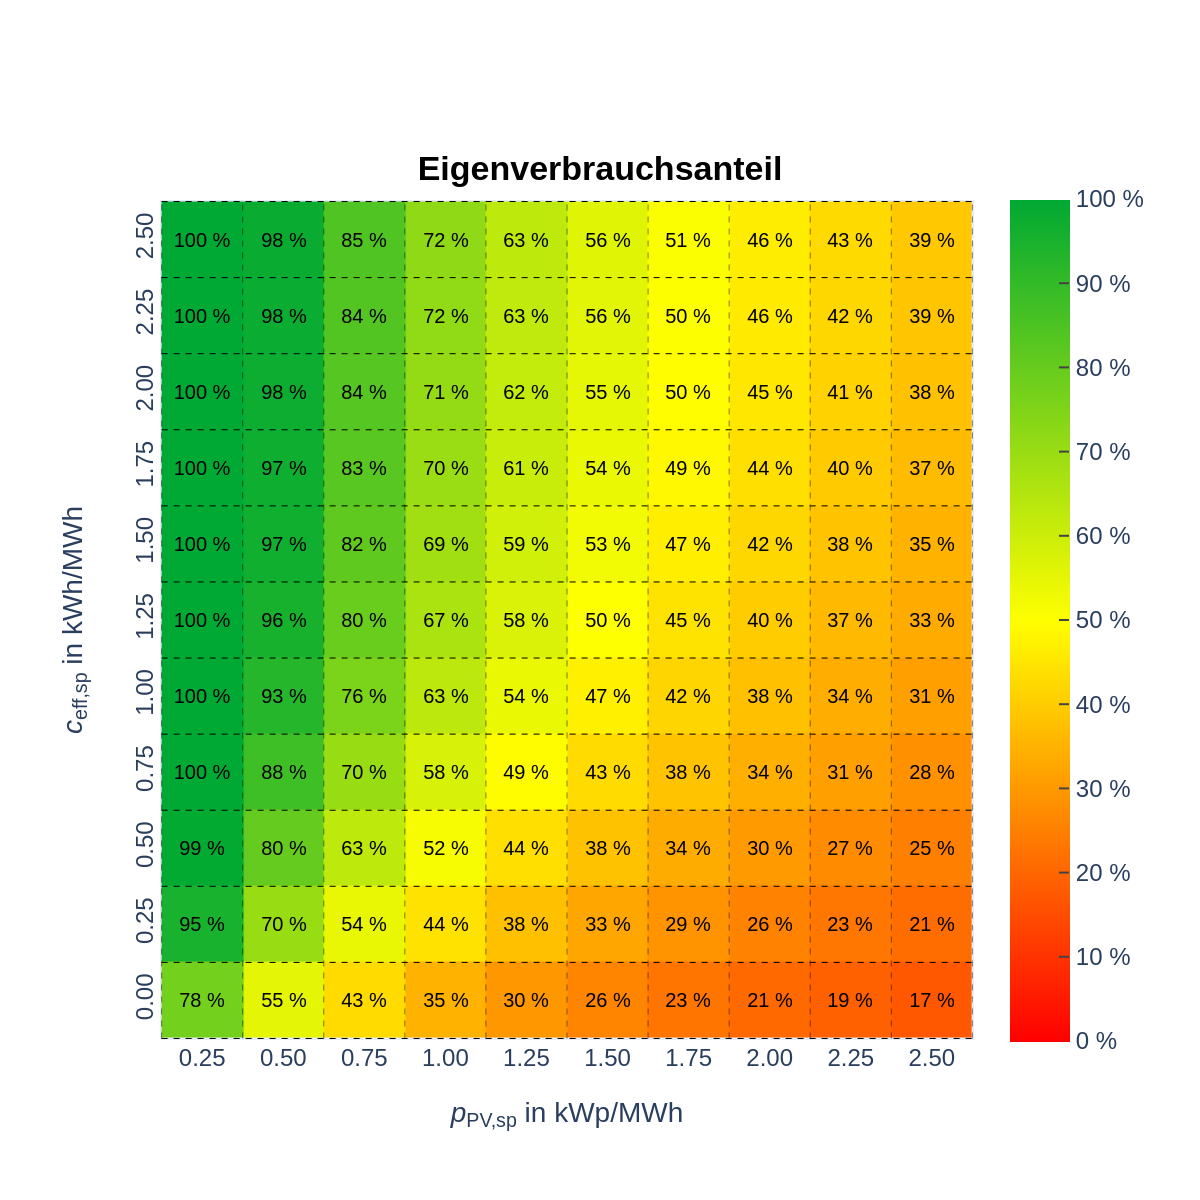 Eigenverbrauchsanteil
2.50 100 % 98 % 85 % 72 % 63 % 56 % 51 % 46 % 43 % 39 %
2.25 100 % 98 % 84 % 72 % 63 % 56 % 50 % 46 % 42 % 39 %
2.00 100 % 98 % 84 % 71 % 62 % 55 % 50 % 45 % 41 % 38 %
1.75 100 % 97 % 83 % 70 % 61 % 54 % 49 % 44 % 40 % 37 %
1.50 100 % 97 % 82 % 69 % 59 % 53 % 47 % 42 % 38 % 35 %
1.25 100 % 96 % 80 % 67 % 58 % 50 % 45 % 40 % 37 % 33 %
1.00 100 % 93 % 76 % 63 % 54 % 47 % 42 % 38 % 34 % 31 %
0.75 100 % 88 % 70 % 58 % 49 % 43 % 38 % 34 % 31 % 28 %
0.50 99 % 80 % 63 % 52 % 44 % 38 % 34 % 30 % 27 % 25 %
0.25 95 % 70 % 54 % 44 % 38 % 33 % 29 % 26 % 23 % 21 %
0.00 78 % 55 % 43 % 35 % 30 % 26 % 23 % 21 % 19 % 17 %
0.25 0.50 0.75 1.00 1.25 1.50 1.75 2.00 2.25 2.50
pPV,sp in kWp/MWh
ceff,sp in kWh/MWh
100 %
90 %
80 %
70 %
60 %
50 %
40 %
30 %
20 %
10 %
0 %